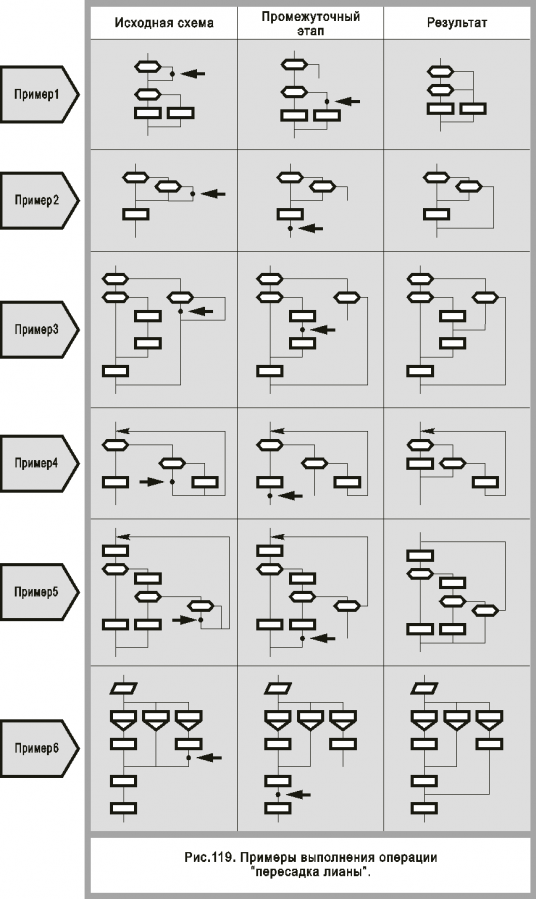 Исходная схема
Промежуточный
этап
Результат
Пример1
Пример2
Пример3
Пример4
Пример5
Пример6
Рис.119. Примеры выполнения операции
"пересадка лианы".